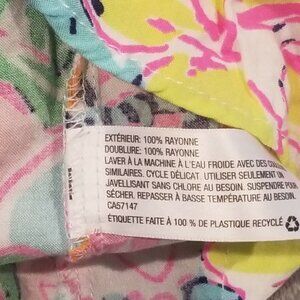 EXTÉRIEUR: 100% RAYONNE
DOUBLURE: 100% RAYONNE
LAVER À LA MACHINE À L'EAU FROIDE AVEC DES
SIMILAIRES. CYCLE DÉLICAT. UTILISER SEULEMENT UN
JAVELLISANT SANS CHLORE AU BESOIN. SUSPENDRE POUR
SÉCHER. REPASSER À BASSE TEMPÉRATURE AU BESOIN.
CA57147
ÉTIQUETTE FAITE À 100 % DE PLASTIQUE RECYCLÉ